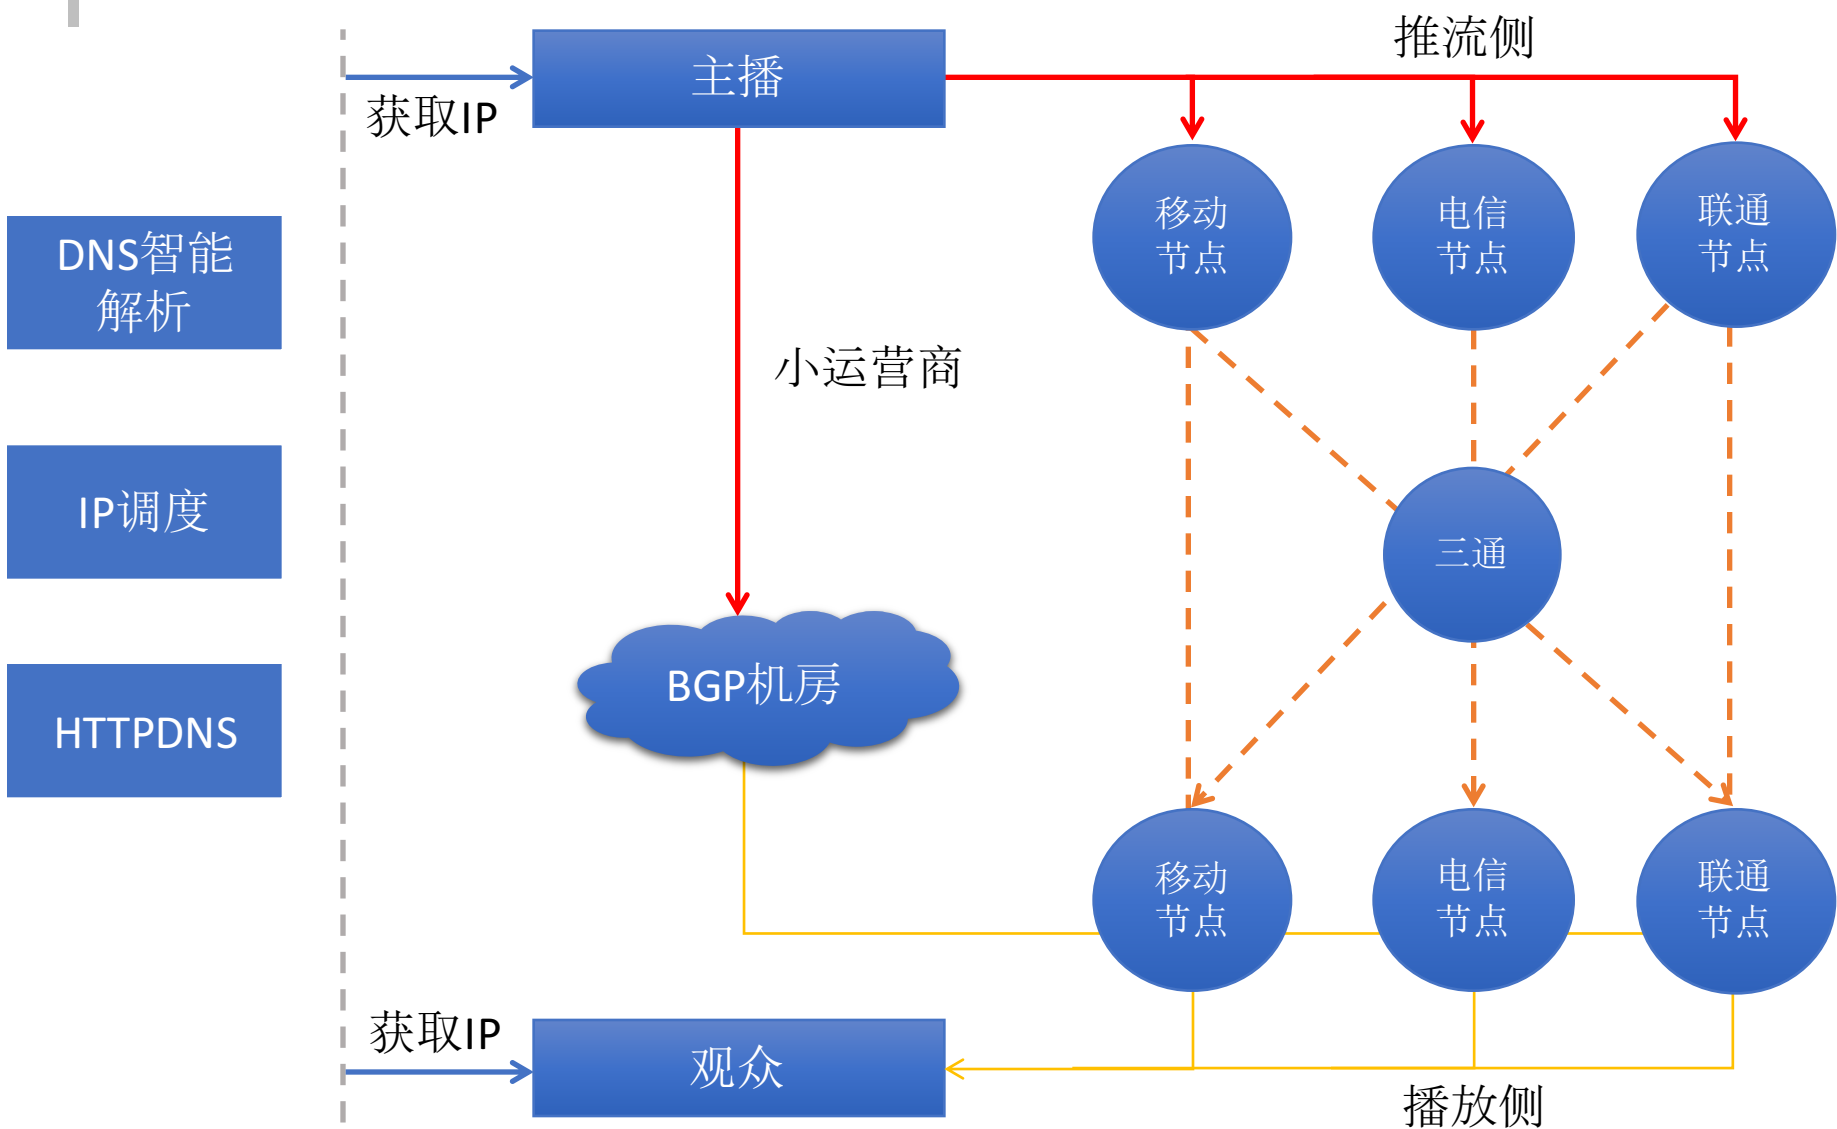 推流侧
主播
获取IP
移动
节点
电信
节点
联通
节点
DNS智能
解析
小运营商
IP调度
三通
BGP机房
HTTPDNS
移动
节点
电信
节点
联通
节点
获取IP
观众
播放侧